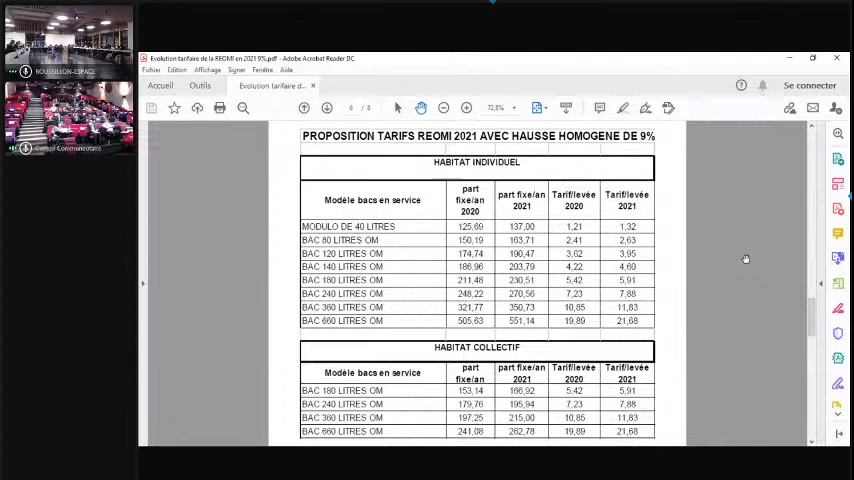 Evolution tarifaire de la REOMI en 2021 9%.pdf - Adobe Acrobat Reader DC
Fichier Edition Affichage Signer Fenêtre Aide
Accueil Outils Evolution tarifaire d... × Se connecter
6 / 8 72,8%
ROUSSILLON-ESPACE
Conseil Communautaire
PROPOSITION TARIFS REOMI 2021 AVEC HAUSSE HOMOGENE DE 9%
HABITAT INDIVIDUEL
Modèle bacs en service part fixe/an 2020 part fixe/an 2021 Tarif/levée 2020 Tarif/levée 2021
MODULO DE 40 LITRES 125,69 137,00 1,21 1,32
BAC 80 LITRES OM 150,19 163,71 2,41 2,63
BAC 120 LITRES OM 174,74 190,47 3,62 3,95
BAC 140 LITRES OM 186,96 203,79 4,22 4,60
BAC 180 LITRES OM 211,48 230,51 5,42 5,91
BAC 240 LITRES OM 248,22 270,56 7,23 7,88
BAC 360 LITRES OM 321,77 350,73 10,85 11,83
BAC 660 LITRES OM 505,63 551,14 19,89 21,68
HABITAT COLLECTIF
Modèle bacs en service part fixe/an part fixe/an 2021 Tarif/levée 2020 Tarif/levée 2021
BAC 180 LITRES OM 153,14 166,92 5,42 5,91
BAC 240 LITRES OM 179,76 195,94 7,23 7,88
BAC 360 LITRES OM 197,25 215,00 10,85 11,83
BAC 660 LITRES OM 241,08 262,78 19,89 21,68